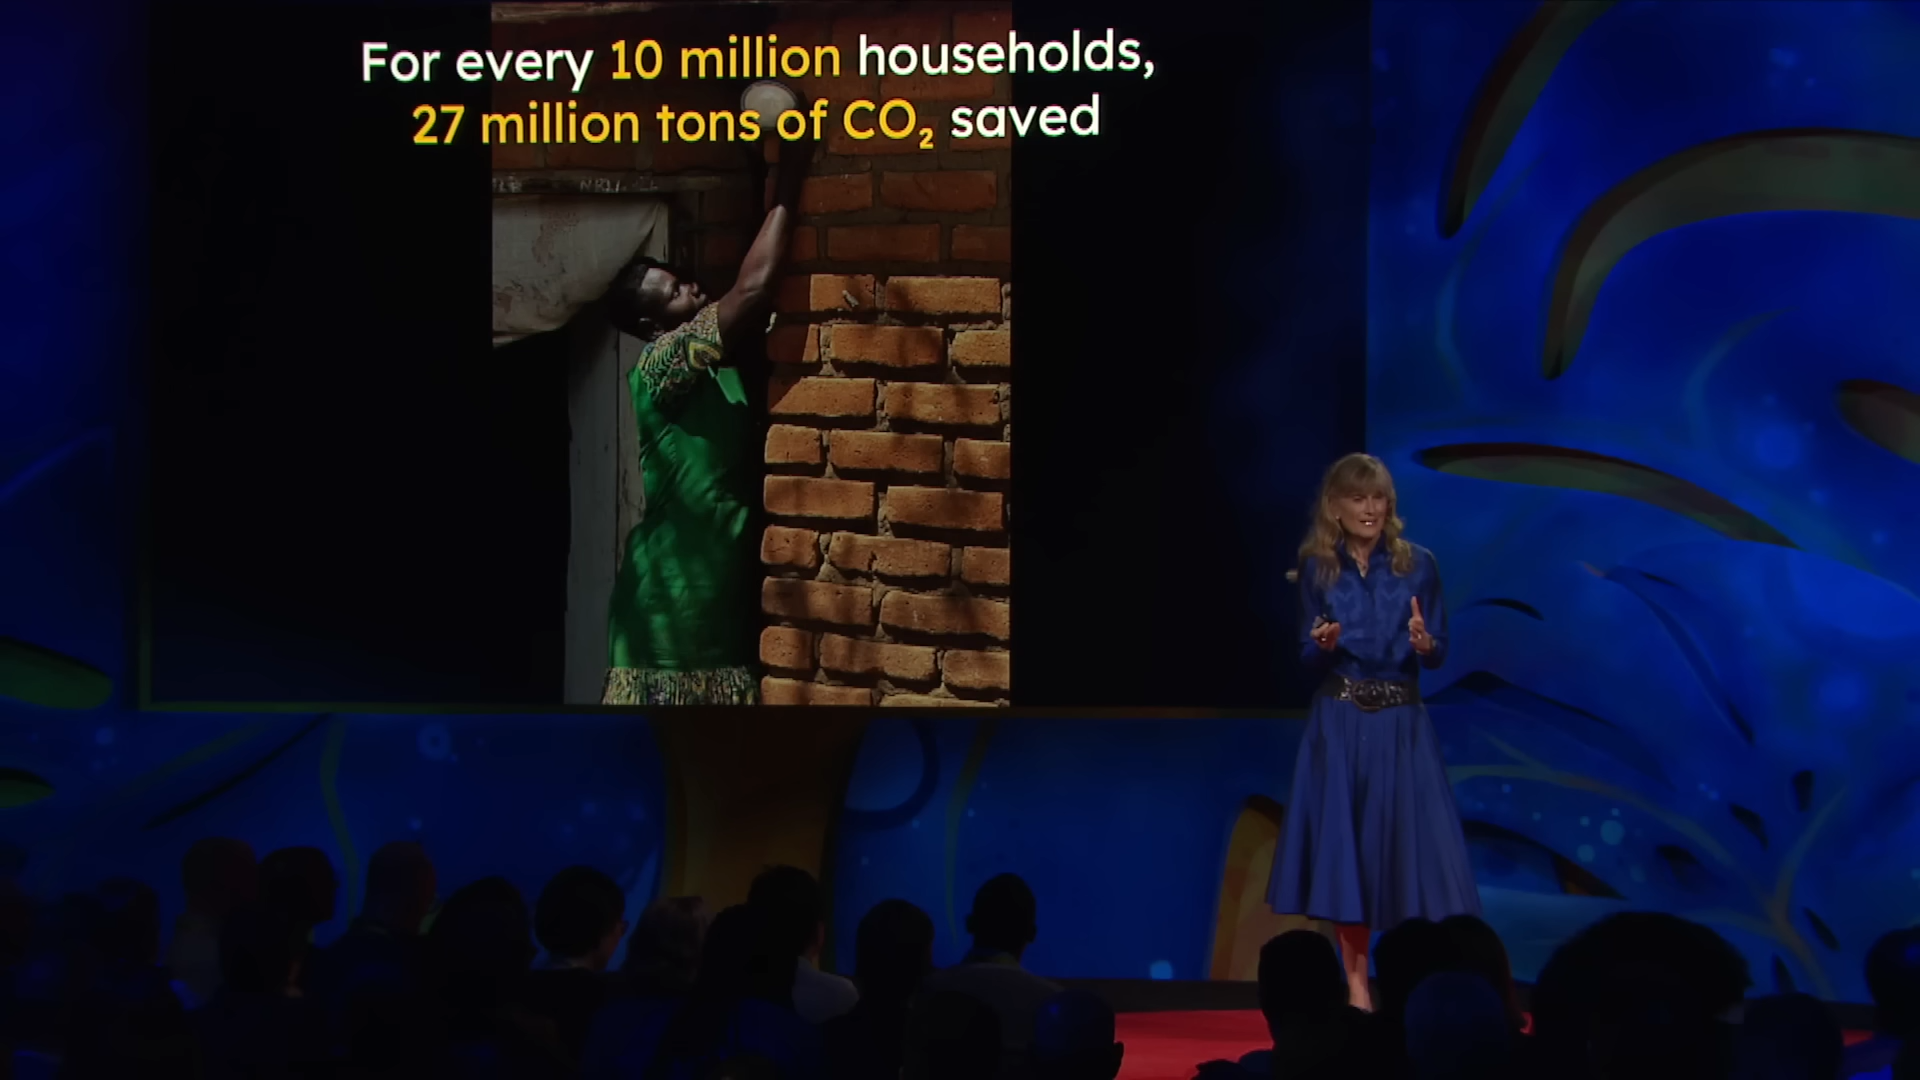 For every 10 million households,
27 million tons of CO₂ saved